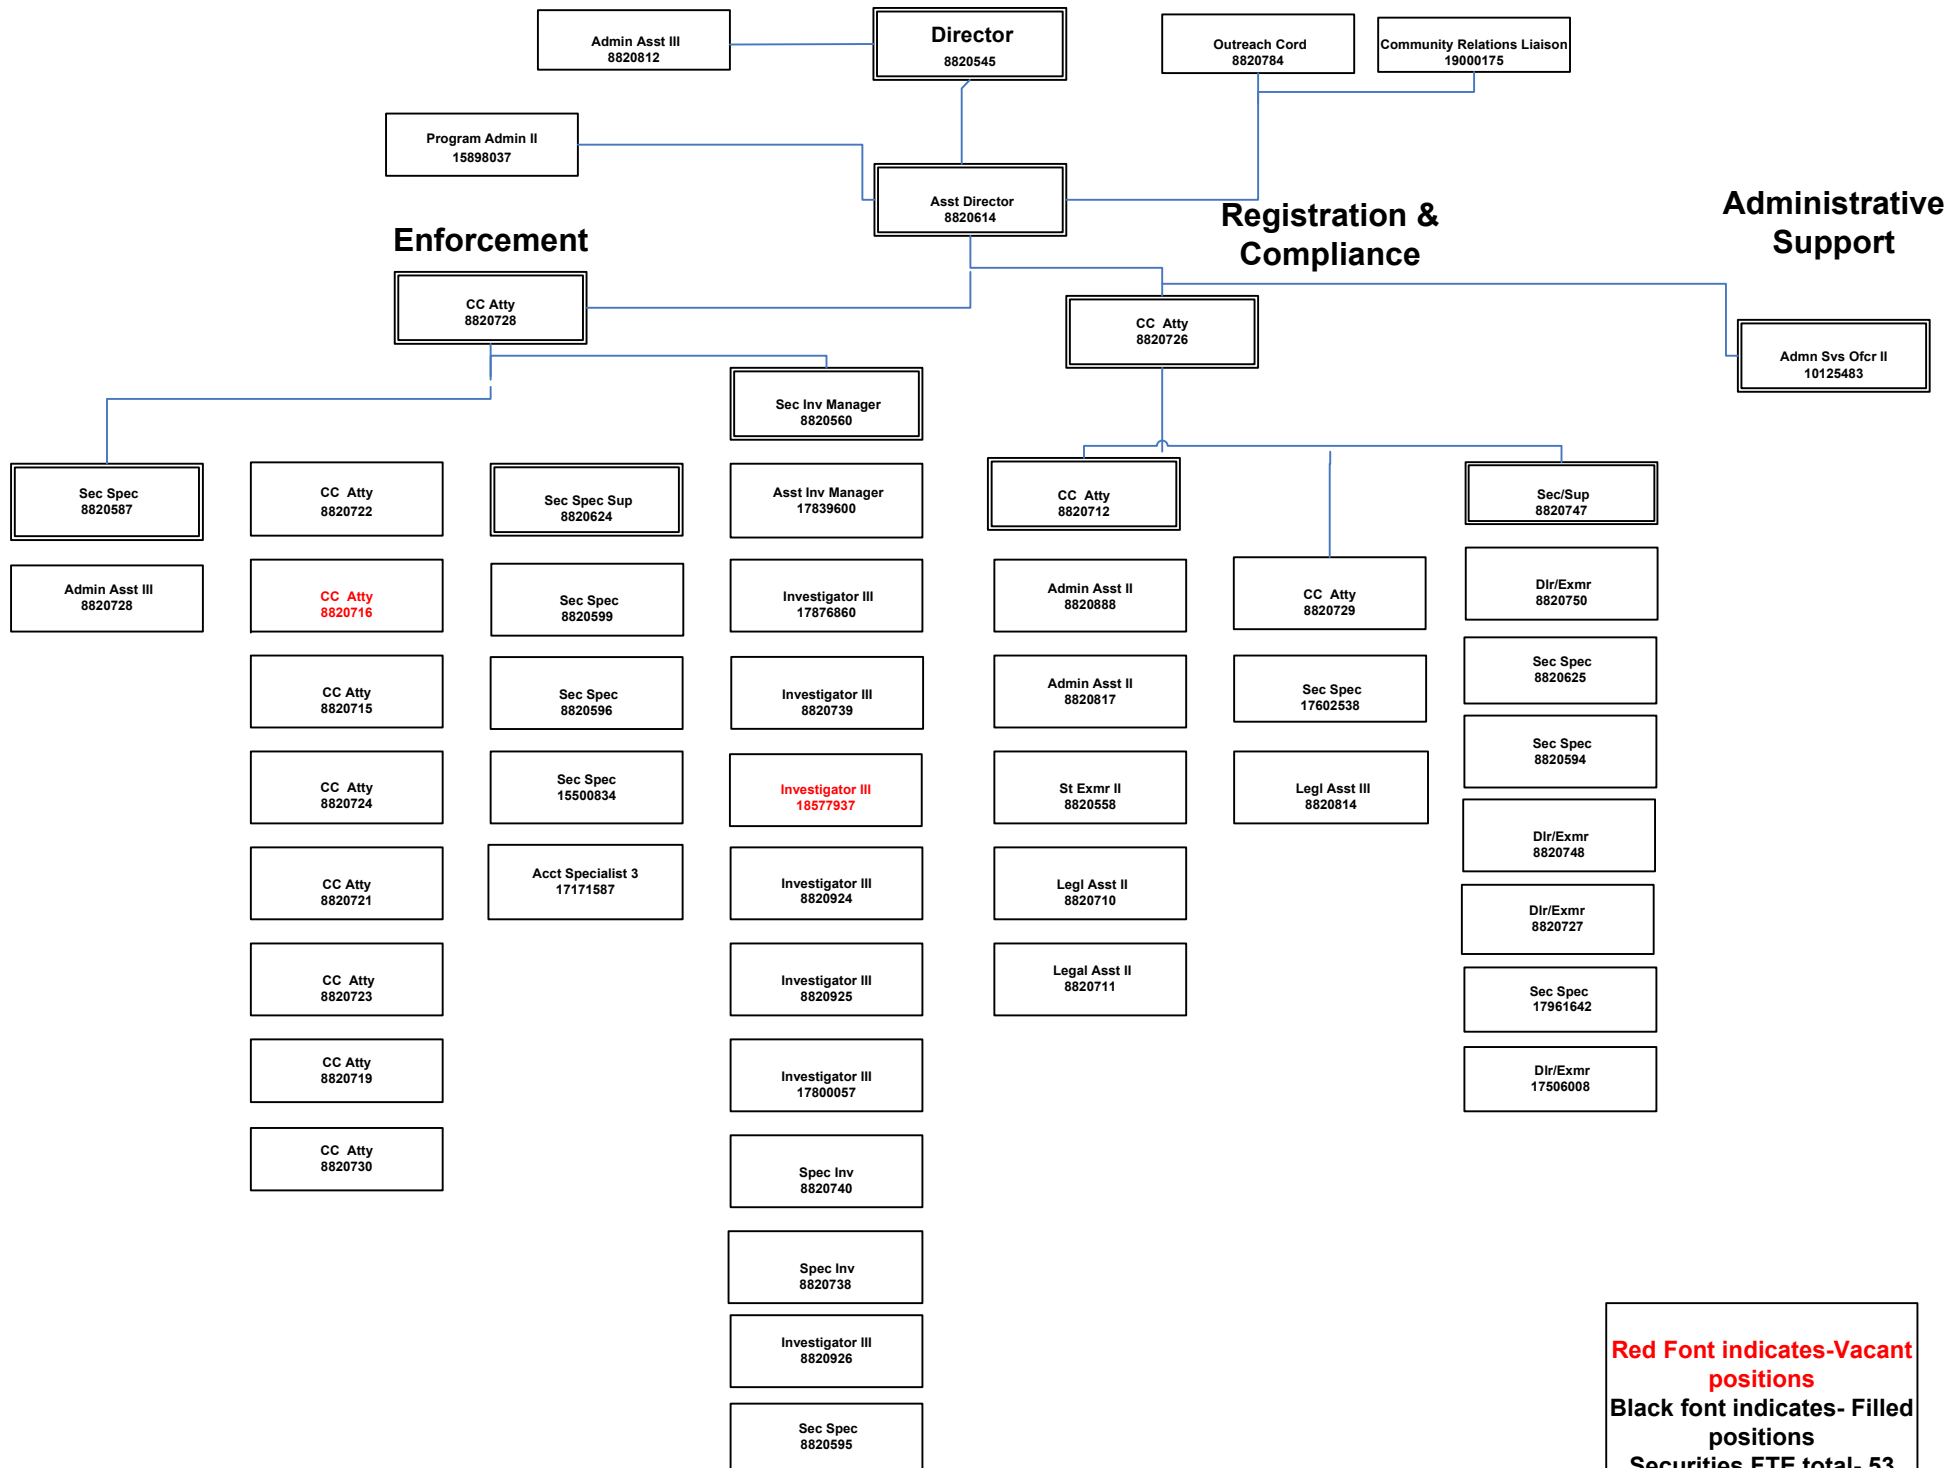 Admin Asst III
8820812
Director
8820545
Outreach Cord
8820784
Community Relations Liaison
19000175
Program Admin II
15898037
Asst Director
8820614
Enforcement
Registration &
Compliance
Administrative
Support
CC Atty
8820728
CC Atty
8820726
Admn Svs Ofcr II
10125483
Sec Inv Manager
8820560
Sec Spec
8820587
Admin Asst III
8820728
CC Atty
8820722
CC Atty
8820716
CC Atty
8820715
CC Atty
8820724
CC Atty
8820721
CC Atty
8820723
CC Atty
8820719
CC Atty
8820730
Sec Spec Sup
8820624
Sec Spec
8820599
Sec Spec
8820596
Sec Spec
15500834
Acct Specialist 3
17171587
Asst Inv Manager
17839600
Investigator III
17876860
Investigator III
8820739
Investigator III
18577937
Investigator III
8820924
Investigator III
8820925
Investigator III
17800057
Spec Inv
8820740
Spec Inv
8820738
Investigator III
8820926
Sec Spec
8820595
CC Atty
8820712
Admin Asst II
8820888
Admin Asst II
8820817
St Exmr II
8820558
Legl Asst II
8820710
Legal Asst II
8820711
CC Atty
8820729
Sec Spec
17602538
Legl Asst III
8820814
Sec/Sup
8820747
Dlr/Exmr
8820750
Sec Spec
8820625
Sec Spec
8820594
Dlr/Exmr
8820748
Dlr/Exmr
8820727
Sec Spec
17961642
Dlr/Exmr
17506008
Red Font indicates-Vacant
positions
Black font indicates- Filled
positions
Securities FTE total- 53